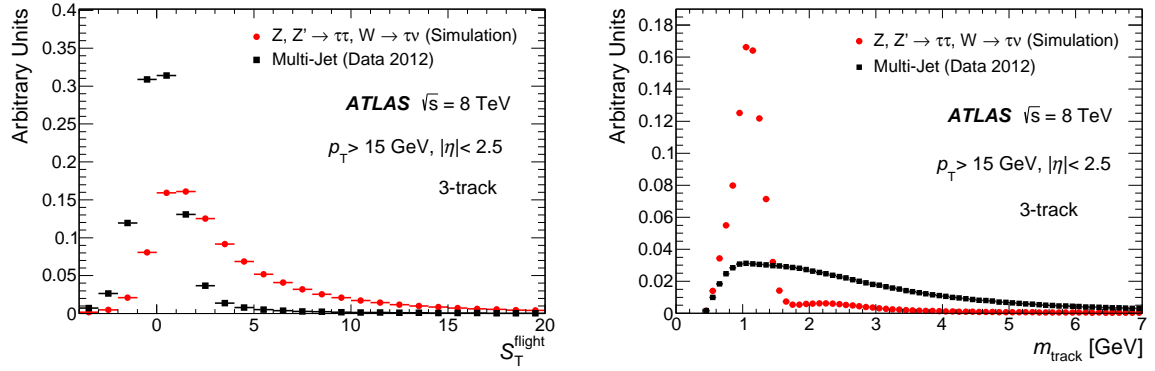 Arbitrary Units
0.4
0.35
0.3
0.25
0.2
0.15
0.1
0.05
0
0 5 10 15 20
S_T^flight
Z, Z' → ττ, W → τν (Simulation)
Multi-Jet (Data 2012)
ATLAS √s = 8 TeV
p_T > 15 GeV, |η| < 2.5
3-track
Arbitrary Units
0.18
0.16
0.14
0.12
0.1
0.08
0.06
0.04
0.02
0
0 1 2 3 4 5 6 7
m_track [GeV]
Z, Z' → ττ, W → τν (Simulation)
Multi-Jet (Data 2012)
ATLAS √s = 8 TeV
p_T > 15 GeV, |η| < 2.5
3-track